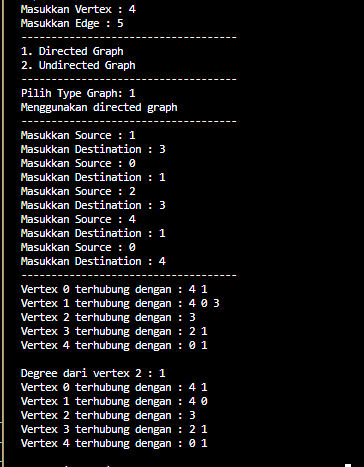 Masukkan Vertex : 4
Masukkan Edge : 5
-----------------------------------
1. Directed Graph
2. Undirected Graph
-----------------------------------
Pilih Type Graph: 1
Menggunakan directed graph
-----------------------------------
Masukkan Source : 1
Masukkan Destination : 3
Masukkan Source : 0
Masukkan Destination : 1
Masukkan Source : 2
Masukkan Destination : 3
Masukkan Source : 4
Masukkan Destination : 1
Masukkan Source : 0
Masukkan Destination : 4
-----------------------------------
Vertex 0 terhubung dengan : 4 1
Vertex 1 terhubung dengan : 4 0 3
Vertex 2 terhubung dengan : 3
Vertex 3 terhubung dengan : 2 1
Vertex 4 terhubung dengan : 0 1
Degree dari vertex 2 : 1
Vertex 0 terhubung dengan : 4 1
Vertex 1 terhubung dengan : 4 0
Vertex 2 terhubung dengan : 3
Vertex 3 terhubung dengan : 2 1
Vertex 4 terhubung dengan : 0 1